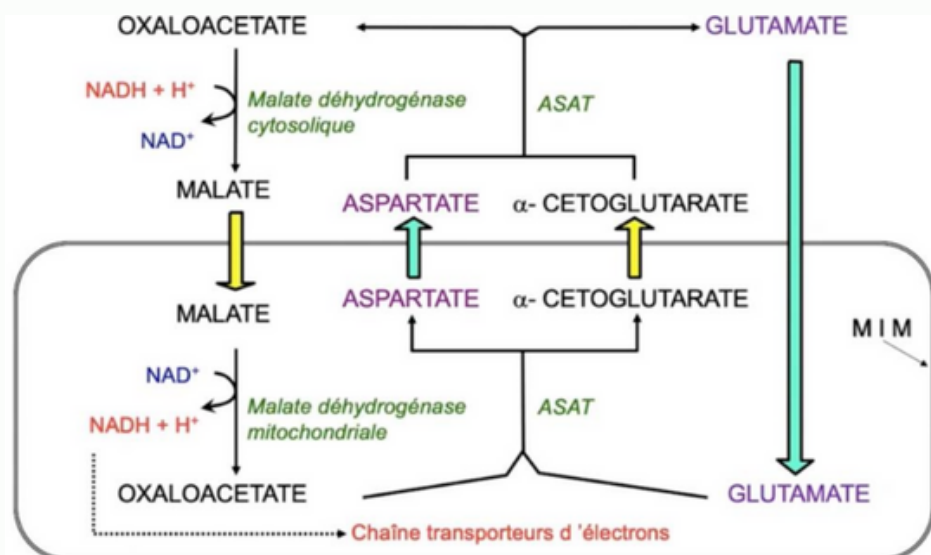 OXALOACETATE
GLUTAMATE
NADH + H⁺
Malate déshydrogénase
cytosolique
ASAT
NAD⁺
MALATE
ASPARTATE
α- CETOGLUTARATE
MALATE
ASPARTATE
α- CETOGLUTARATE
M I M
NAD⁺
Malate déhydrogénase
mitochondriale
ASAT
NADH + H⁺
OXALOACETATE
GLUTAMATE
Chaîne transporteurs d 'électrons